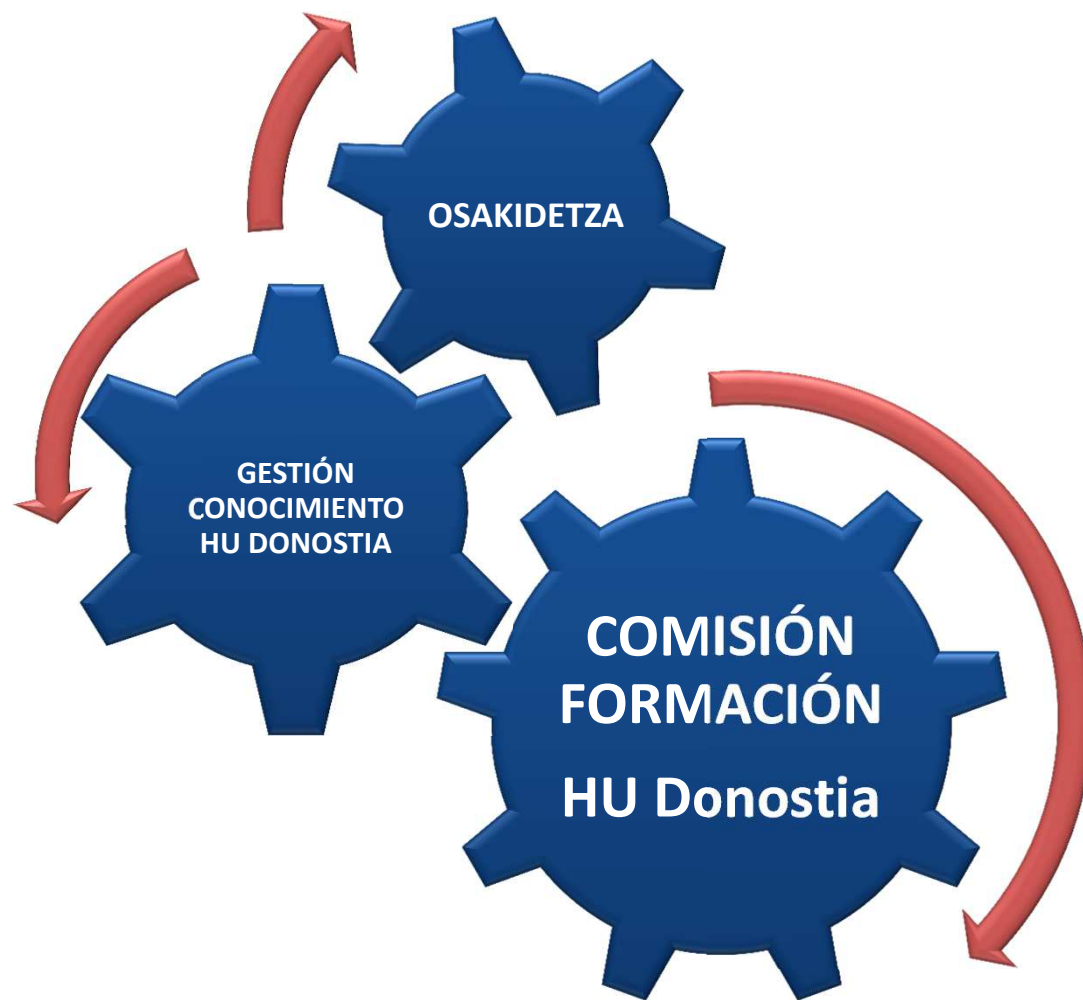 OSAKIDETZA
GESTIÓN
CONOCIMIENTO
HU DONOSTIA
COMISIÓN
FORMACIÓN
HU Donostia